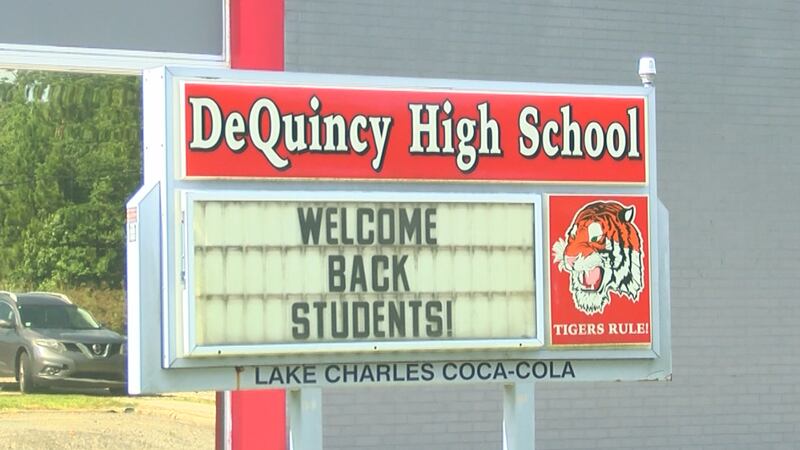 DeQuincy High School
WELCOME
BACK
STUDENTS!
TIGERS RULE!
LAKE CHARLES COCA-COLA